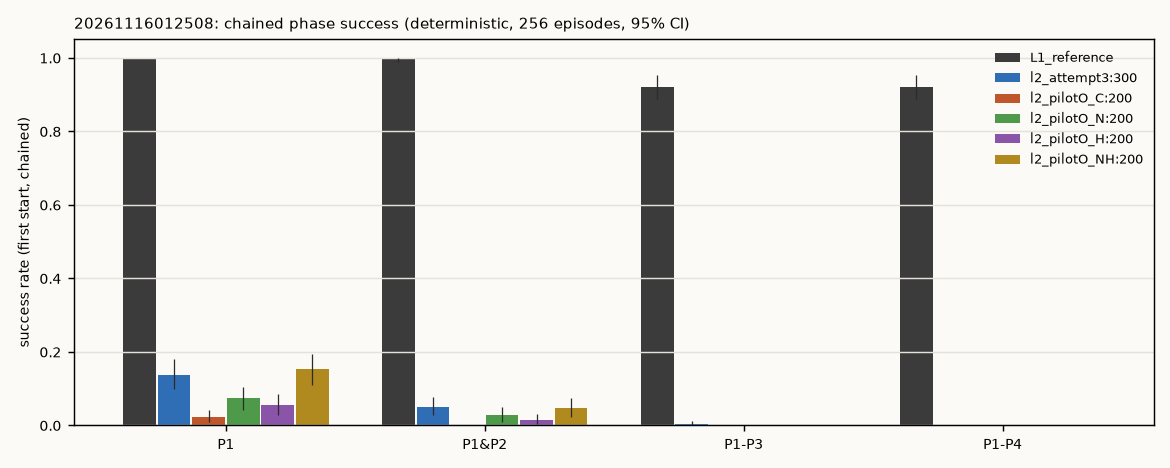 20261116012508: chained phase success (deterministic, 256 episodes, 95% CI)
success rate (first start, chained)
1.0
0.8
0.6
0.4
0.2
0.0
P1
P1&P2
P1-P3
P1-P4
L1_reference
l2_attempt3:300
l2_pilotO_C:200
l2_pilotO_N:200
l2_pilotO_H:200
l2_pilotO_NH:200